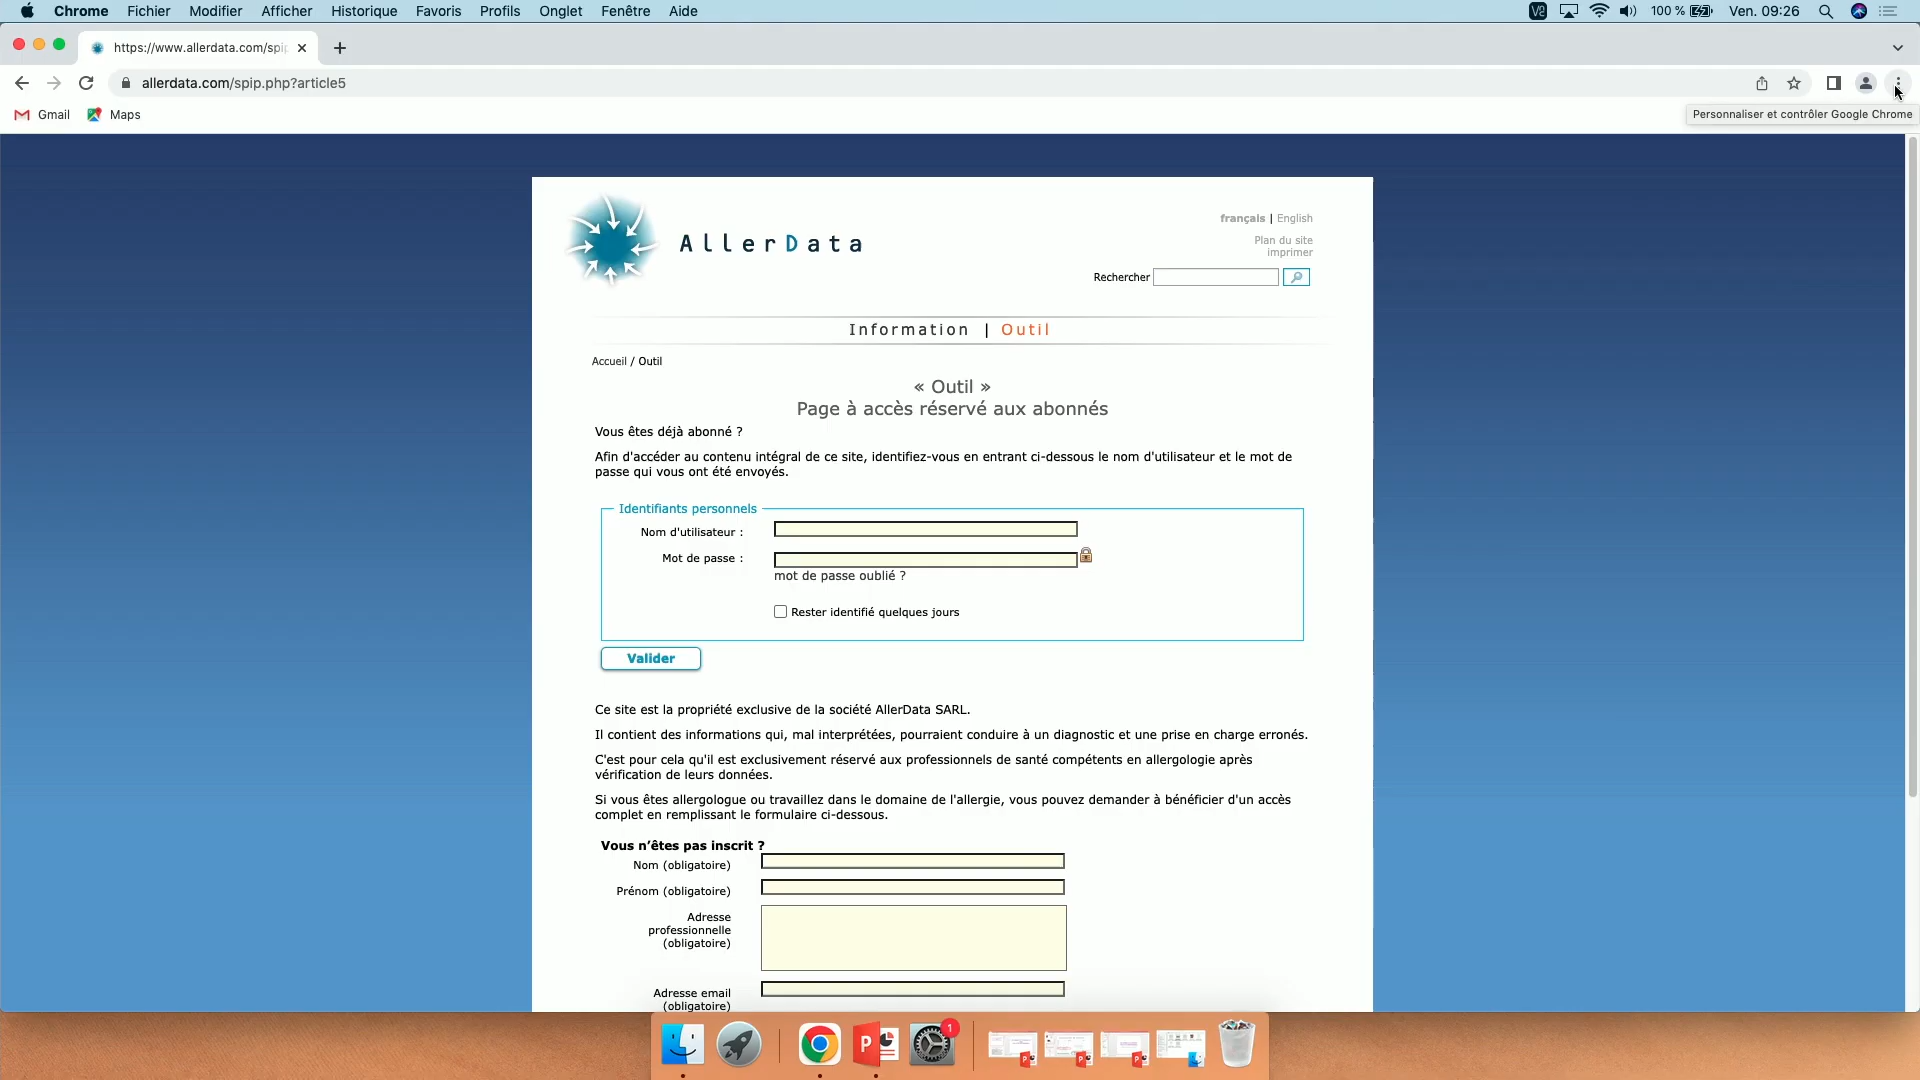 Chrome Fichier Modifier Afficher Historique Favoris Profils Onglet Fenêtre Aide 100 % Ven. 09:26
https://www.allerdata.com/spip
allerdata.com/spip.php?article5
Gmail Maps
Personnaliser et contrôler Google Chrome
AllerData
français | English
Plan du site
imprimer
Rechercher
Information | Outil
Accueil / Outil
« Outil »
Page à accès réservé aux abonnés
Vous êtes déjà abonné ?
Afin d'accéder au contenu intégral de ce site, identifiez-vous en entrant ci-dessous le nom d'utilisateur et le mot de
passe qui vous ont été envoyés.
Identifiants personnels
Nom d'utilisateur :
Mot de passe :
mot de passe oublié ?
Rester identifié quelques jours
Valider
Ce site est la propriété exclusive de la société AllerData SARL.
Il contient des informations qui, mal interprétées, pourraient conduire à un diagnostic et une prise en charge erronés.
C'est pour cela qu'il est exclusivement réservé aux professionnels de santé compétents en allergologie après
vérification de leurs données.
Si vous êtes allergologue ou travaillez dans le domaine de l'allergie, vous pouvez demander à bénéficier d'un accès
complet en remplissant le formulaire ci-dessous.
Vous n’êtes pas inscrit ?
Nom (obligatoire)
Prénom (obligatoire)
Adresse
professionnelle
(obligatoire)
Adresse email
(obligatoire)
P
1